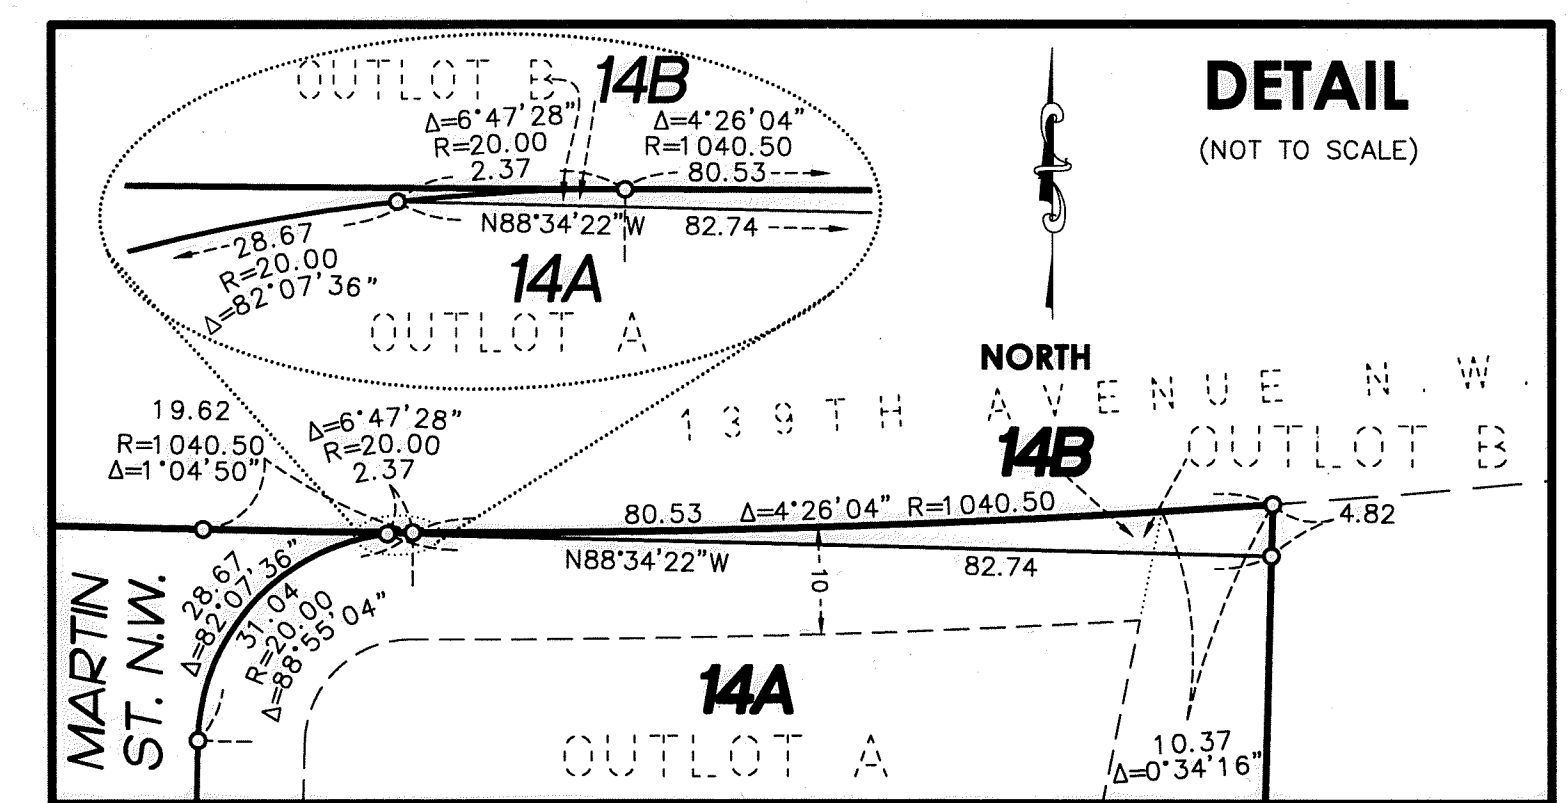 DETAIL
(NOT TO SCALE)
OUTLOT B
14B
Δ=6°47'28"
R=20.00
2.37
Δ=4°26'04"
R=1040.50
80.53
N88°34'22"W
82.74
28.67
R=20.00
Δ=82°07'36"
14A
OUTLOT A
NORTH
139TH AVENUE N.W.
19.62
R=1040.50
Δ=1°04'50"
Δ=6°47'28"
R=20.00
2.37
14B
OUTLOT B
80.53 Δ=4°26'04" R=1040.50
4.82
N88°34'22"W
82.74
10
28.67
Δ=82°07'36"
31.04
R=20.00
Δ=88°55'04"
MARTIN
ST. N.W.
14A
OUTLOT A
10.37
Δ=0°34'16"